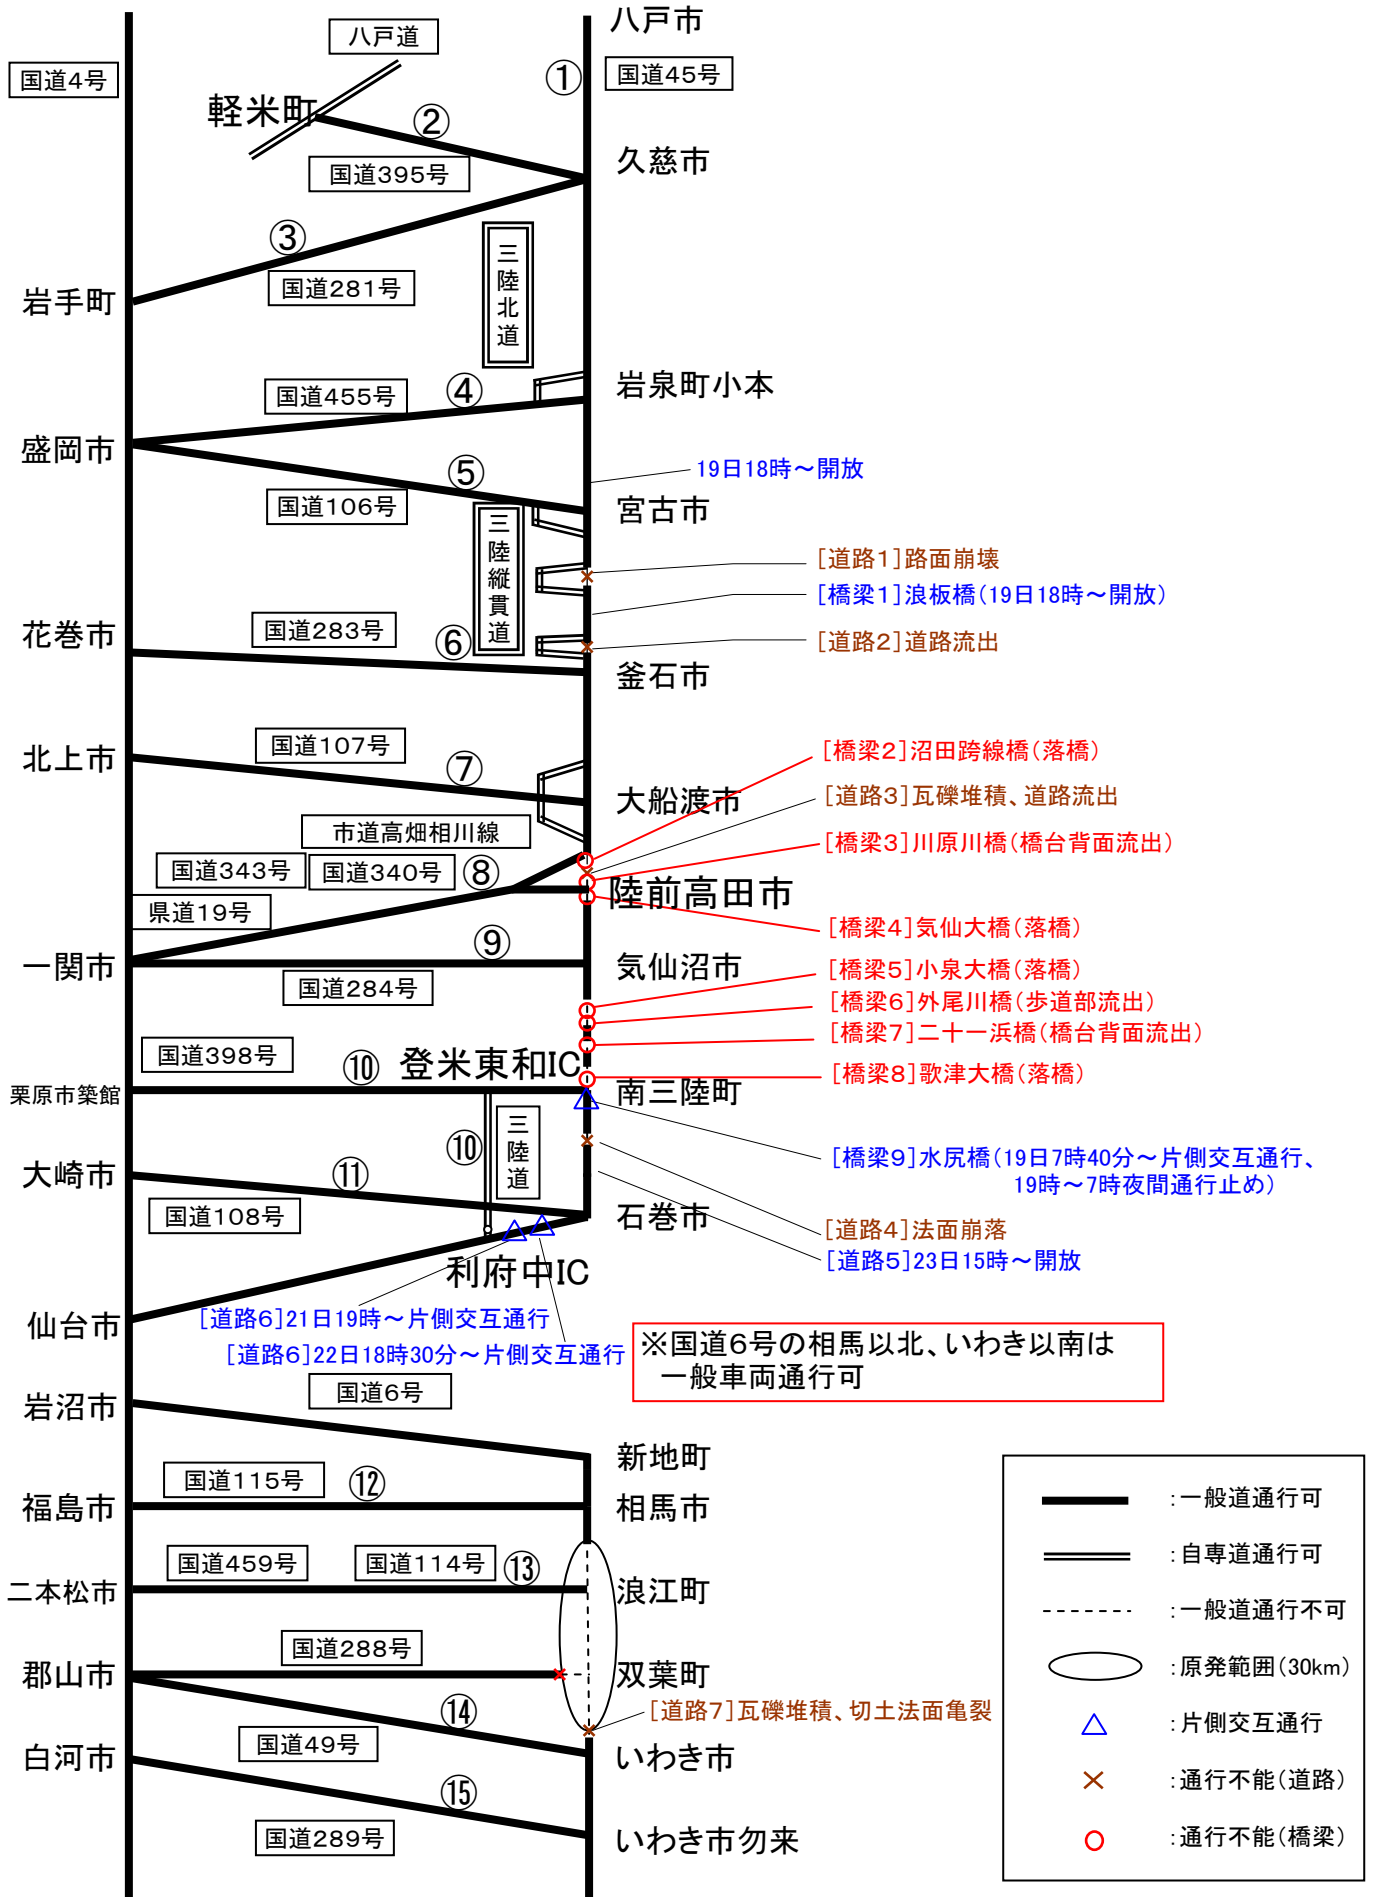 八戸市
八戸道
国道4号
①
国道45号
軽米町
②
久慈市
国道395号
③
三陸北道
国道281号
岩手町
岩泉町小本
国道455号
④
盛岡市
⑤
19日18時～開放
国道106号
宮古市
三陸縦貫道
[道路1]路面崩壊
[橋梁1]浪板橋(19日18時～開放)
花巻市
国道283号
⑥
[道路2]道路流出
釜石市
北上市
国道107号
⑦
[橋梁2]沼田跨線橋(落橋)
大船渡市
[道路3]瓦礫堆積、道路流出
市道高畑相川線
[橋梁3]川原川橋(橋台背面流出)
国道343号
国道340号
⑧
陸前高田市
県道19号
[橋梁4]気仙大橋(落橋)
⑨
一関市
気仙沼市
[橋梁5]小泉大橋(落橋)
国道284号
[橋梁6]外尾川橋(歩道部流出)
[橋梁7]二十一浜橋(橋台背面流出)
国道398号
⑩
登米東和IC
[橋梁8]歌津大橋(落橋)
栗原市築館
南三陸町
⑩
三陸道
[橋梁9]水尻橋(19日7時40分～片側交互通行、
19時～7時夜間通行止め)
大崎市
⑪
国道108号
石巻市
[道路4]法面崩落
[道路5]23日15時～開放
利府中IC
仙台市
[道路6]21日19時～片側交互通行
[道路6]22日18時30分～片側交互通行
※国道6号の相馬以北、いわき以南は
一般車両通行可
国道6号
岩沼市
新地町
国道115号
⑫
福島市
相馬市
国道459号
国道114号
⑬
二本松市
浪江町
国道288号
郡山市
双葉町
⑭
[道路7]瓦礫堆積、切土法面亀裂
国道49号
白河市
いわき市
⑮
国道289号
いわき市勿来
:一般道通行可
:自専道通行可
:一般道通行不可
:原発範囲(30km)
:片側交互通行
:通行不能(道路)
:通行不能(橋梁)